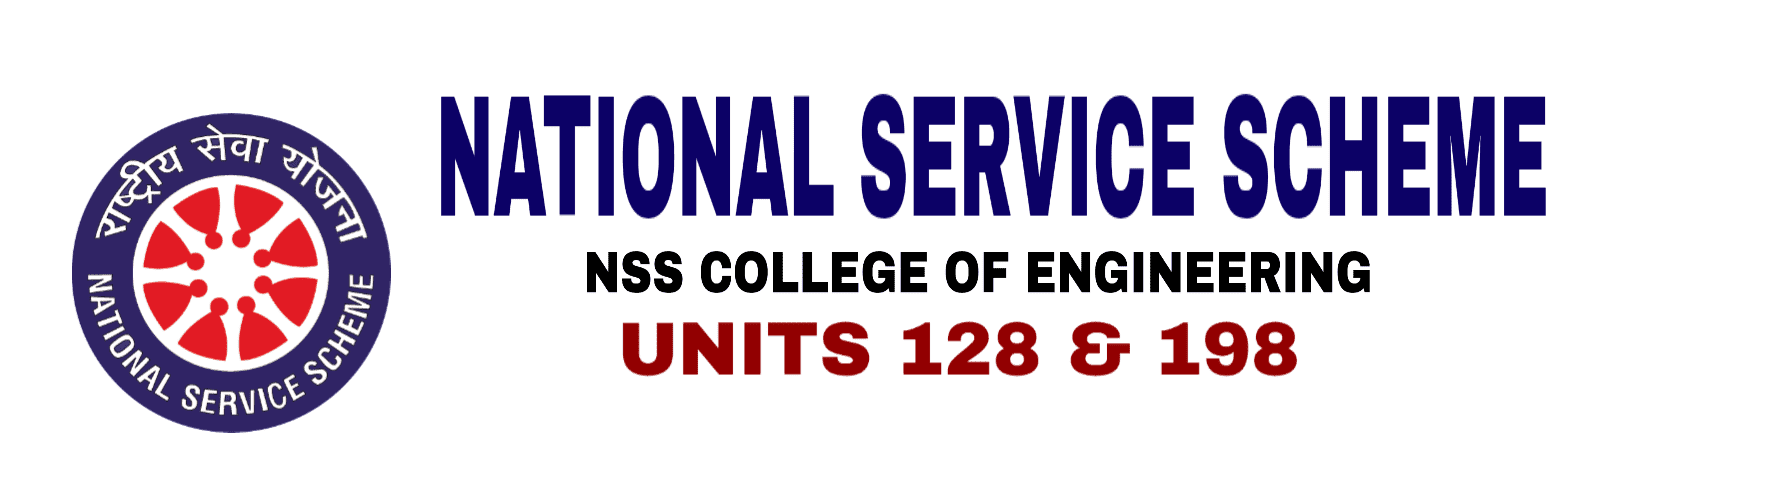 राष्ट्रीय सेवा योजना
NATIONAL SERVICE SCHEME
NATIONAL SERVICE SCHEME
NSS COLLEGE OF ENGINEERING
UNITS 128 & 198